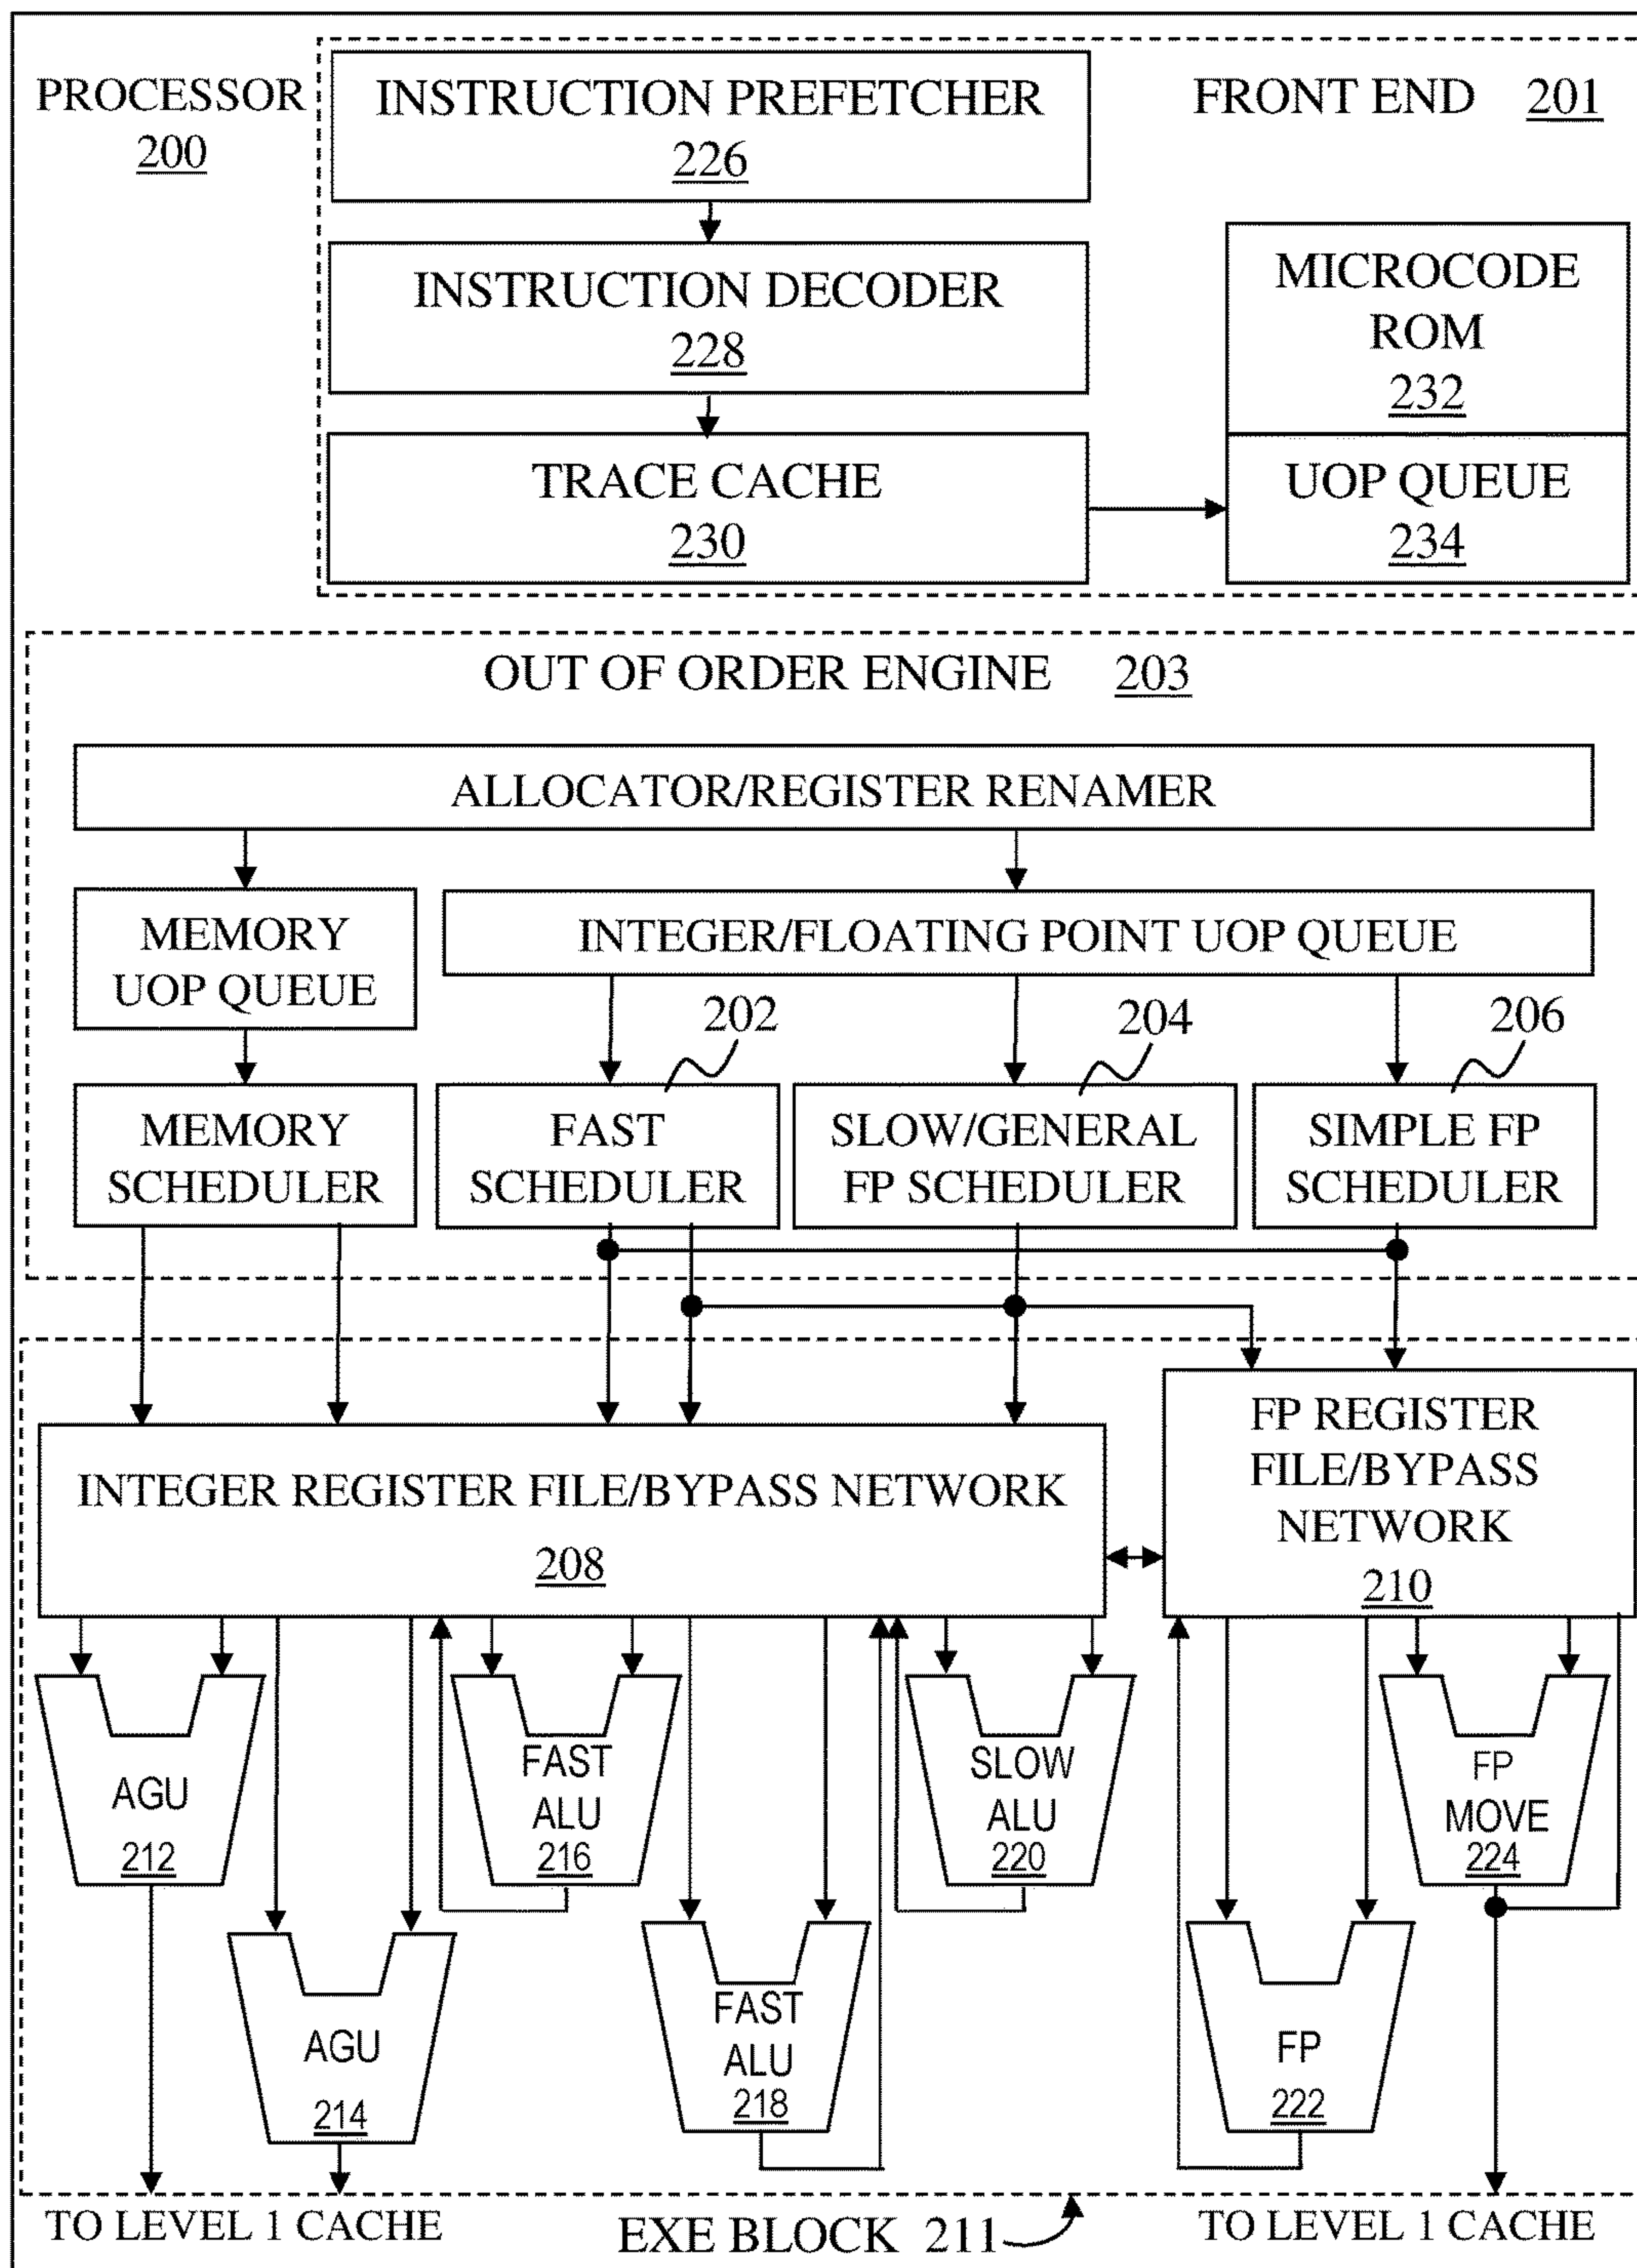 PROCESSOR
200
INSTRUCTION PREFETCHER
226
FRONT END 201
INSTRUCTION DECODER
228
MICROCODE
ROM
232
TRACE CACHE
230
UOP QUEUE
234
OUT OF ORDER ENGINE 203
ALLOCATOR/REGISTER RENAMER
MEMORY
UOP QUEUE
INTEGER/FLOATING POINT UOP QUEUE
202
204
206
MEMORY
SCHEDULER
FAST
SCHEDULER
SLOW/GENERAL
FP SCHEDULER
SIMPLE FP
SCHEDULER
INTEGER REGISTER FILE/BYPASS NETWORK
208
FP REGISTER
FILE/BYPASS
NETWORK
210
AGU
212
FAST
ALU
216
SLOW
ALU
220
FP
MOVE
224
AGU
214
FAST
ALU
218
FP
222
TO LEVEL 1 CACHE
EXE BLOCK 211
TO LEVEL 1 CACHE